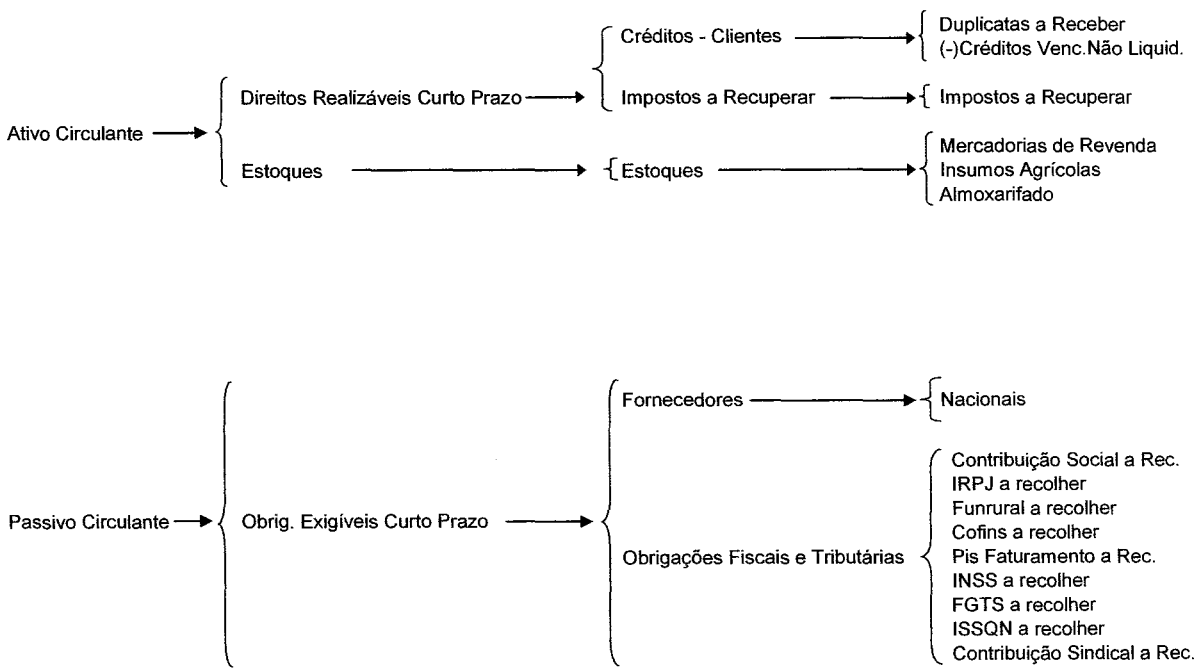 Créditos - Clientes
Duplicatas a Receber
(-)Créditos Venc.Não Liquid.
Direitos Realizáveis Curto Prazo
Impostos a Recuperar
Impostos a Recuperar
Ativo Circulante
Estoques
Estoques
Mercadorias de Revenda
Insumos Agrícolas
Almoxarifado
Fornecedores
Nacionais
Passivo Circulante
Obrig. Exigíveis Curto Prazo
Obrigações Fiscais e Tributárias
Contribuição Social a Rec.
IRPJ a recolher
Funrural a recolher
Cofins a recolher
Pis Faturamento a Rec.
INSS a recolher
FGTS a recolher
ISSQN a recolher
Contribuição Sindical a Rec.